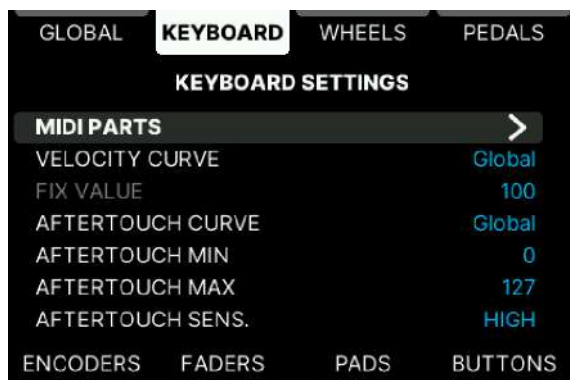 GLOBAL KEYBOARD WHEELS PEDALS
KEYBOARD SETTINGS
MIDI PARTS >
VELOCITY CURVE Global
FIX VALUE 100
AFTERTOUCH CURVE Global
AFTERTOUCH MIN 0
AFTERTOUCH MAX 127
AFTERTOUCH SENS. HIGH
ENCODERS FADERS PADS BUTTONS